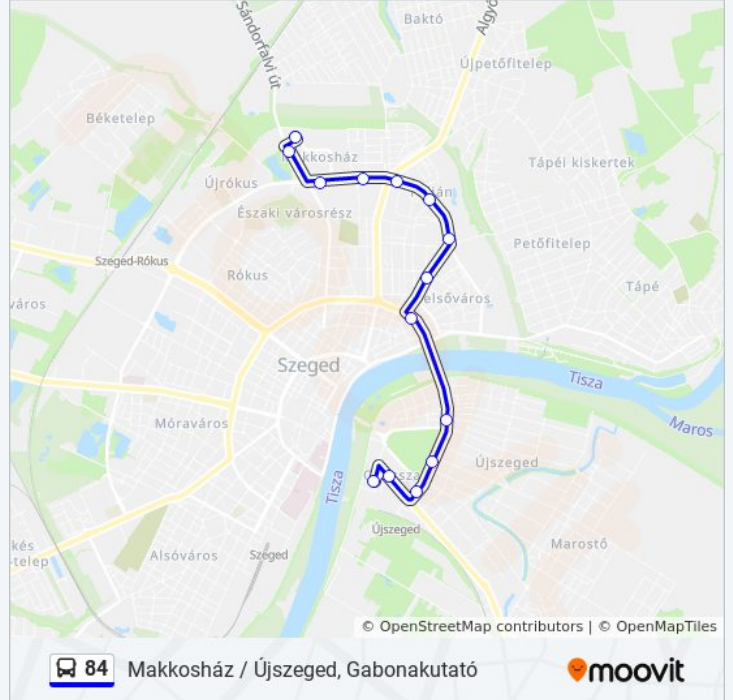 Sándorfalvi út
Baktó
Algyő
Újpetőfitelep
Béketelep
Makkosház
Tápéi kiskertek
Újrókus
Északi városrész
Petőfitelep
Szeged-Rókus
Rókus
Tápé
város
Felsőváros
Szeged
Tisza
Maros
Móraváros
Újszeged
Tisza
Újszeged
Alsóváros
Szeged
Marostő
kés
-telep
© OpenStreetMap contributors | © OpenMapTiles
84 Makkosház / Újszeged, Gabonakutató moovit